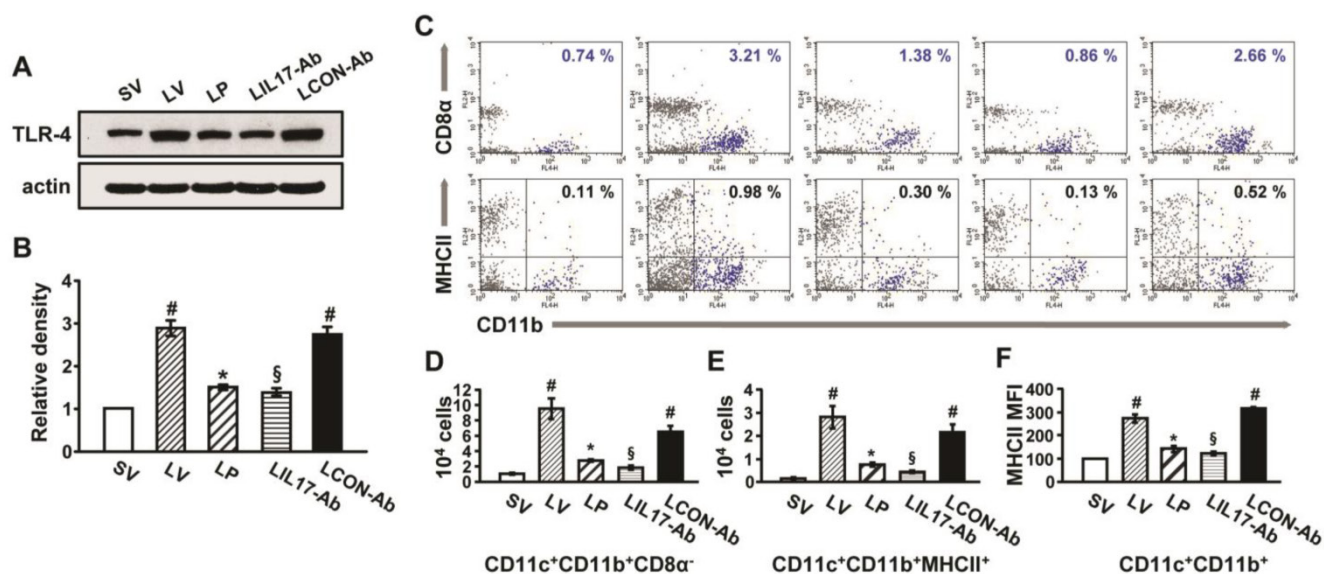 A
SV LV LP LIL17-Ab LCON-Ab
TLR-4
actin
B
Relative density
4
3
2
1
0
# * § #
SV LV LP LIL17-Ab LCON-Ab
C
CD8α
0.74 % 3.21 % 1.38 % 0.86 % 2.66 %
FL2-H
FL4-H
MHCII
0.11 % 0.98 % 0.30 % 0.13 % 0.52 %
FL2-H
FL4-H
CD11b
D
10⁴ cells
12
10
8
6
4
2
0
# * § #
SV LV LP LIL17-Ab LCON-Ab
CD11c⁺CD11b⁺CD8α⁻
E
10⁴ cells
4
3
2
1
0
# * § #
SV LV LP LIL17-Ab LCON-Ab
CD11c⁺CD11b⁺MHCII⁺
F
MHCII MFI
400
300
200
100
0
# * § #
SV LV LP LIL17-Ab LCON-Ab
CD11c⁺CD11b⁺